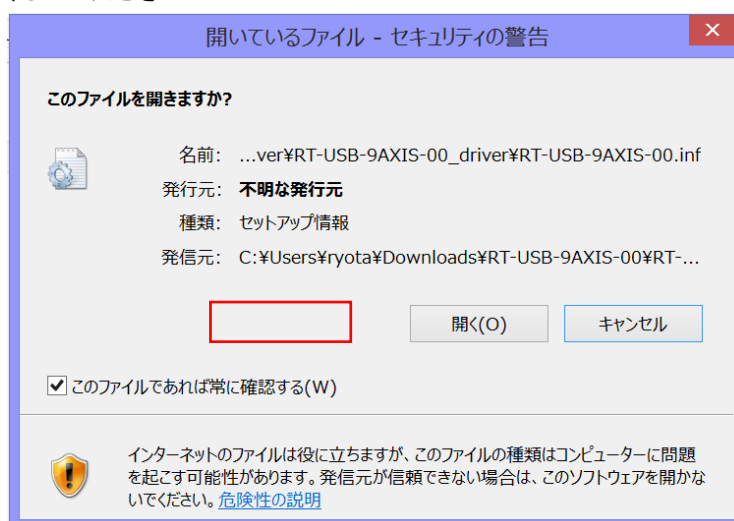 開いているファイル - セキュリティの警告
このファイルを開きますか?
名前: ...ver¥RT-USB-9AXIS-00_driver¥RT-USB-9AXIS-00.inf
発行元: 不明な発行元
種類: セットアップ情報
発信元: C:¥Users¥ryota¥Downloads¥RT-USB-9AXIS-00¥RT-...
開く(O) キャンセル
このファイルであれば常に確認する(W)
インターネットのファイルは役に立ちますが、このファイルの種類はコンピューターに問題
を起こす可能性があります。発信元が信頼できない場合は、このソフトウェアを開かな
いでください。危険性の説明